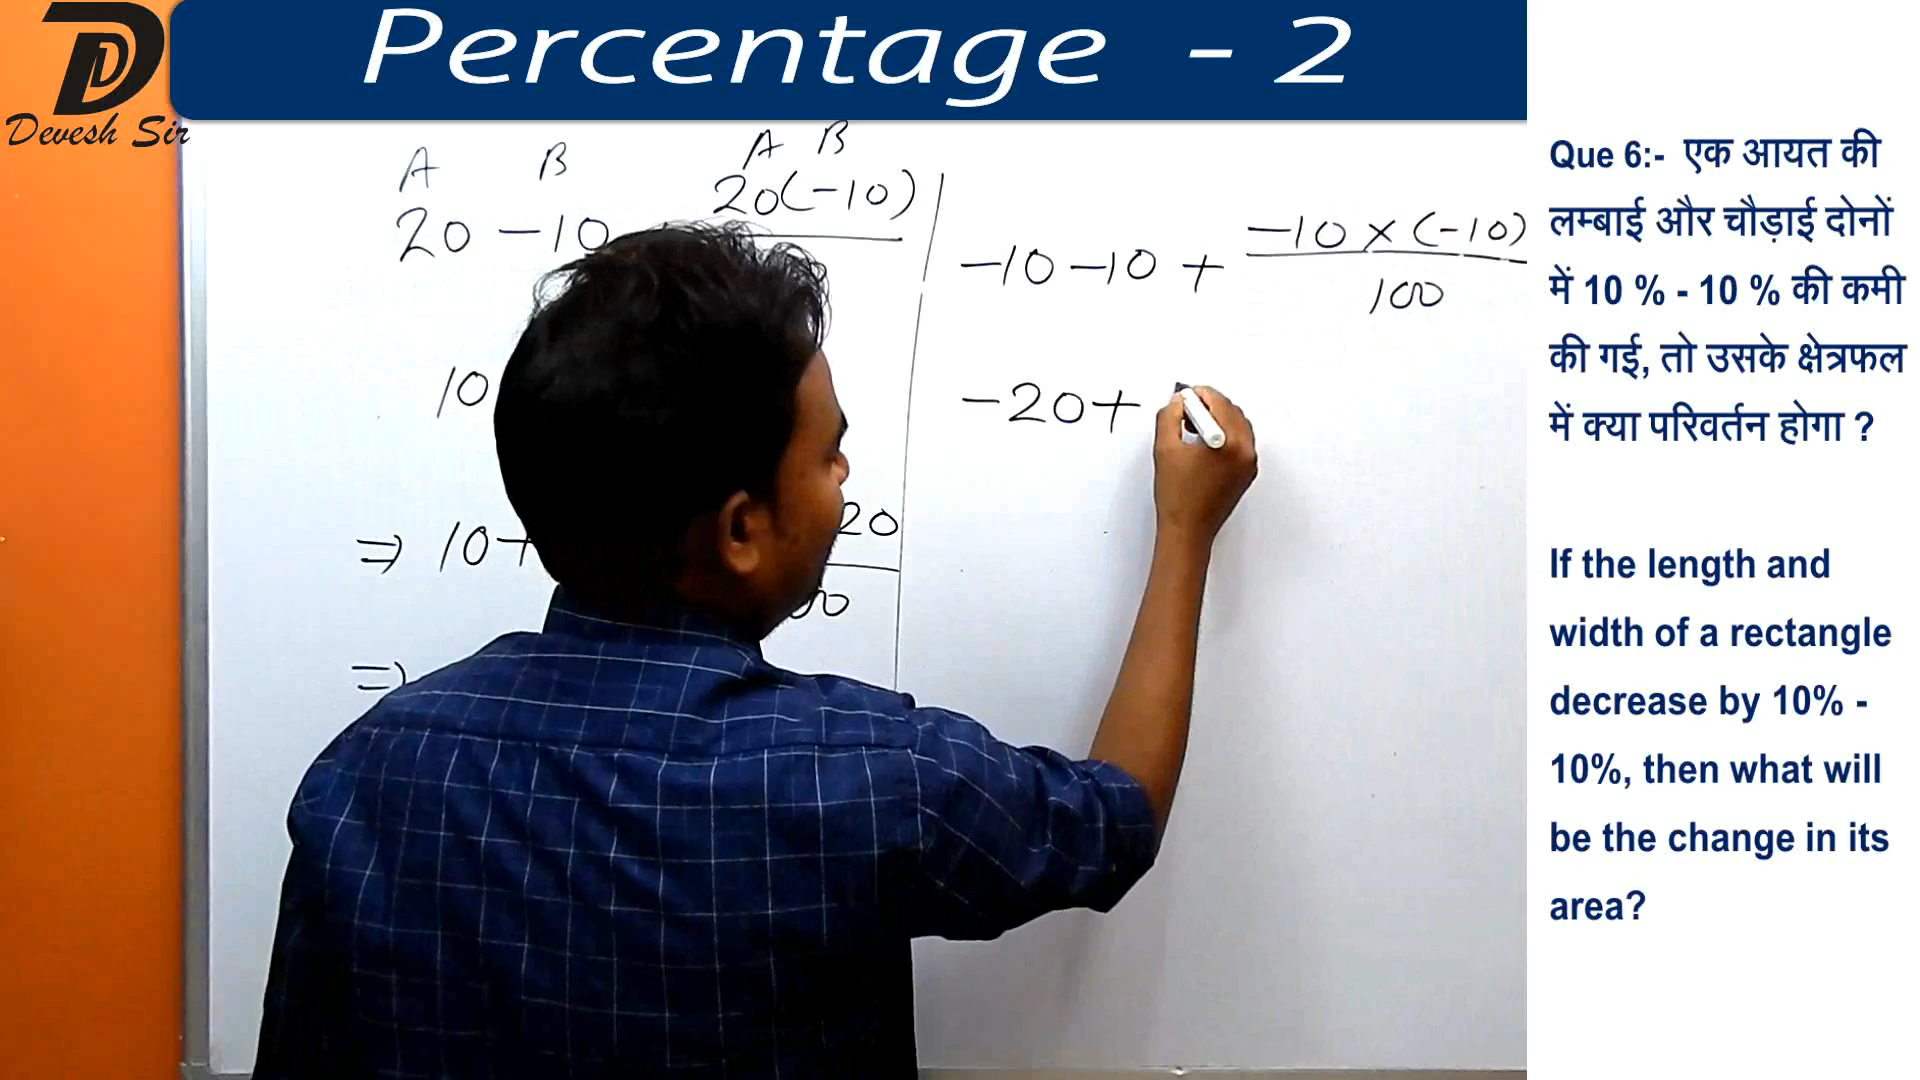 Percentage - 2
Devesh Sir
A B
A B
20 -10
20(-10)
10
⇒ 10+
20
00
⇒
-10-10 + -10×(-10)
100
-20+
Que 6:- एक आयत की
लम्बाई और चौड़ाई दोनों
में 10 % - 10 % की कमी
की गई, तो उसके क्षेत्रफल
में क्या परिवर्तन होगा ?
If the length and
width of a rectangle
decrease by 10% -
10%, then what will
be the change in its
area?